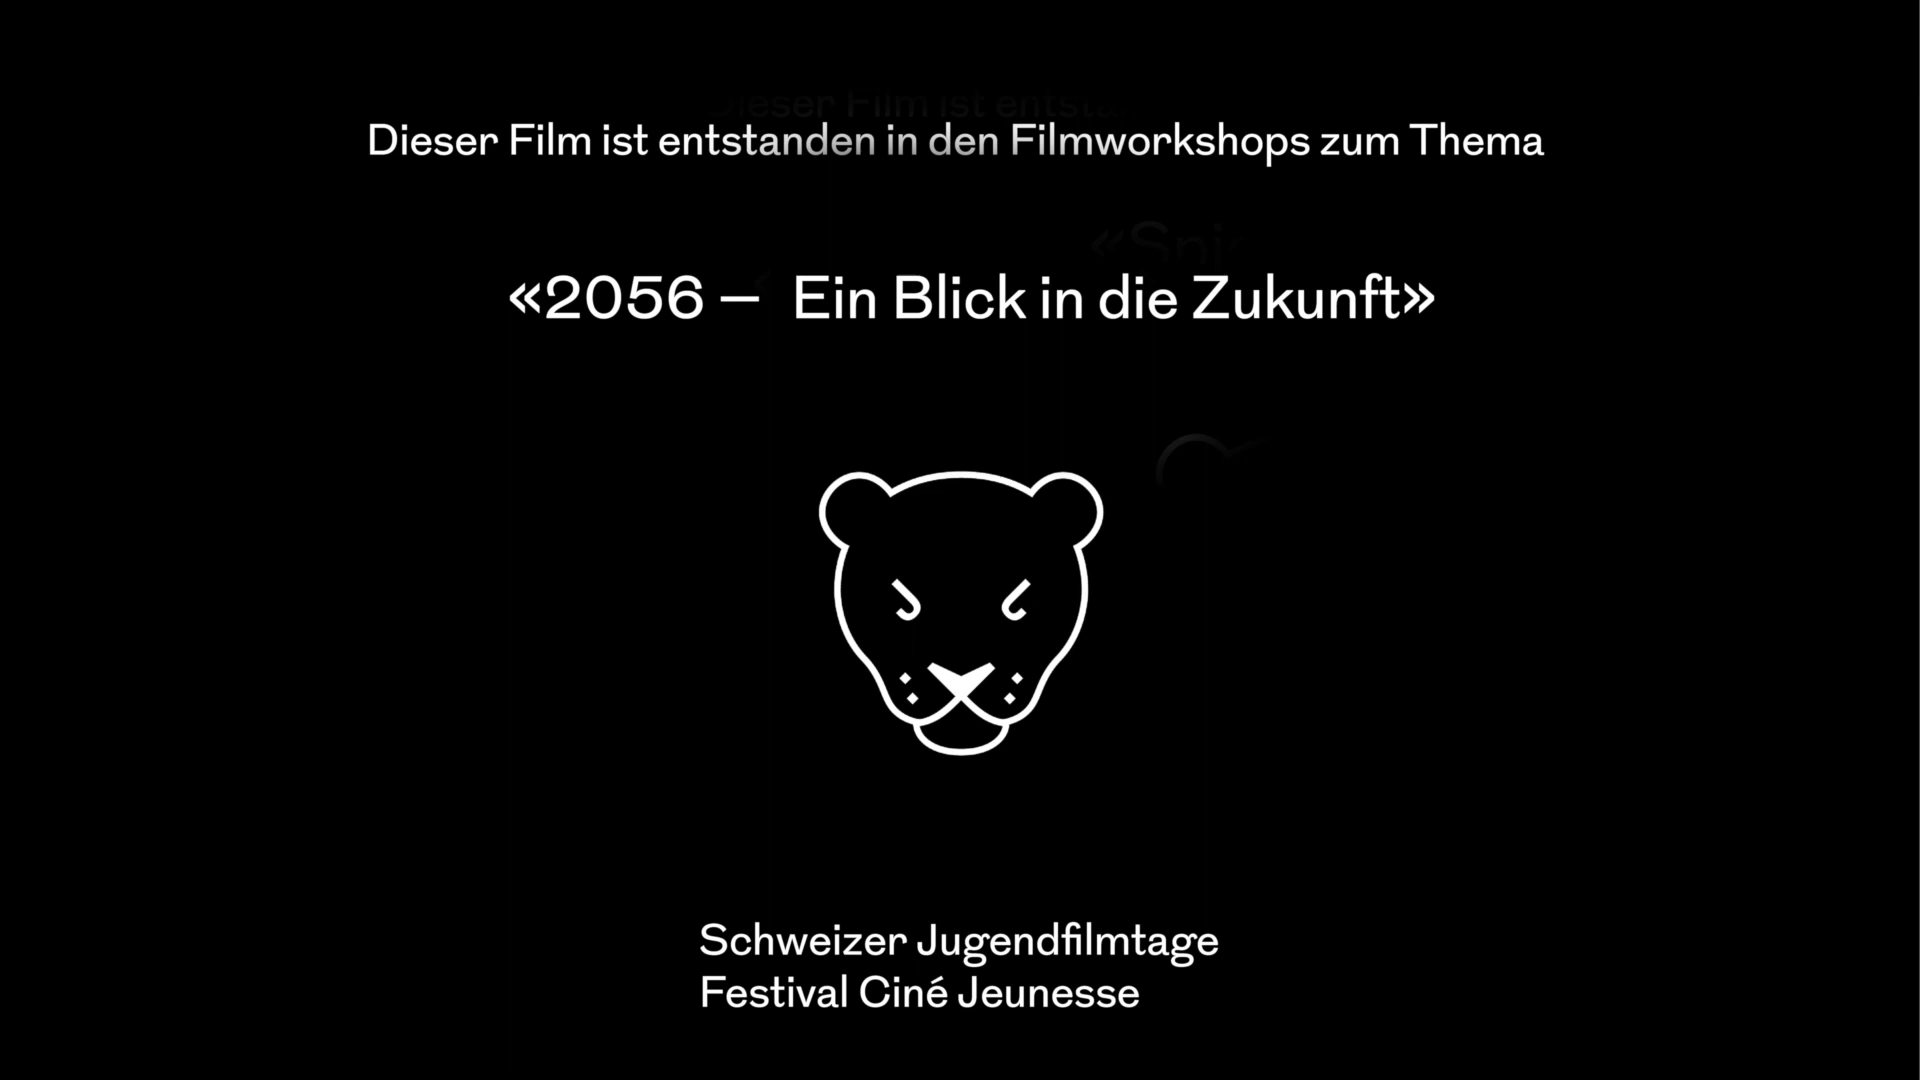 Dieser Film ist entstanden in den Filmworkshops zum Thema
«2056 – Ein Blick in die Zukunft»
Schweizer Jugendfilmtage
Festival Ciné Jeunesse